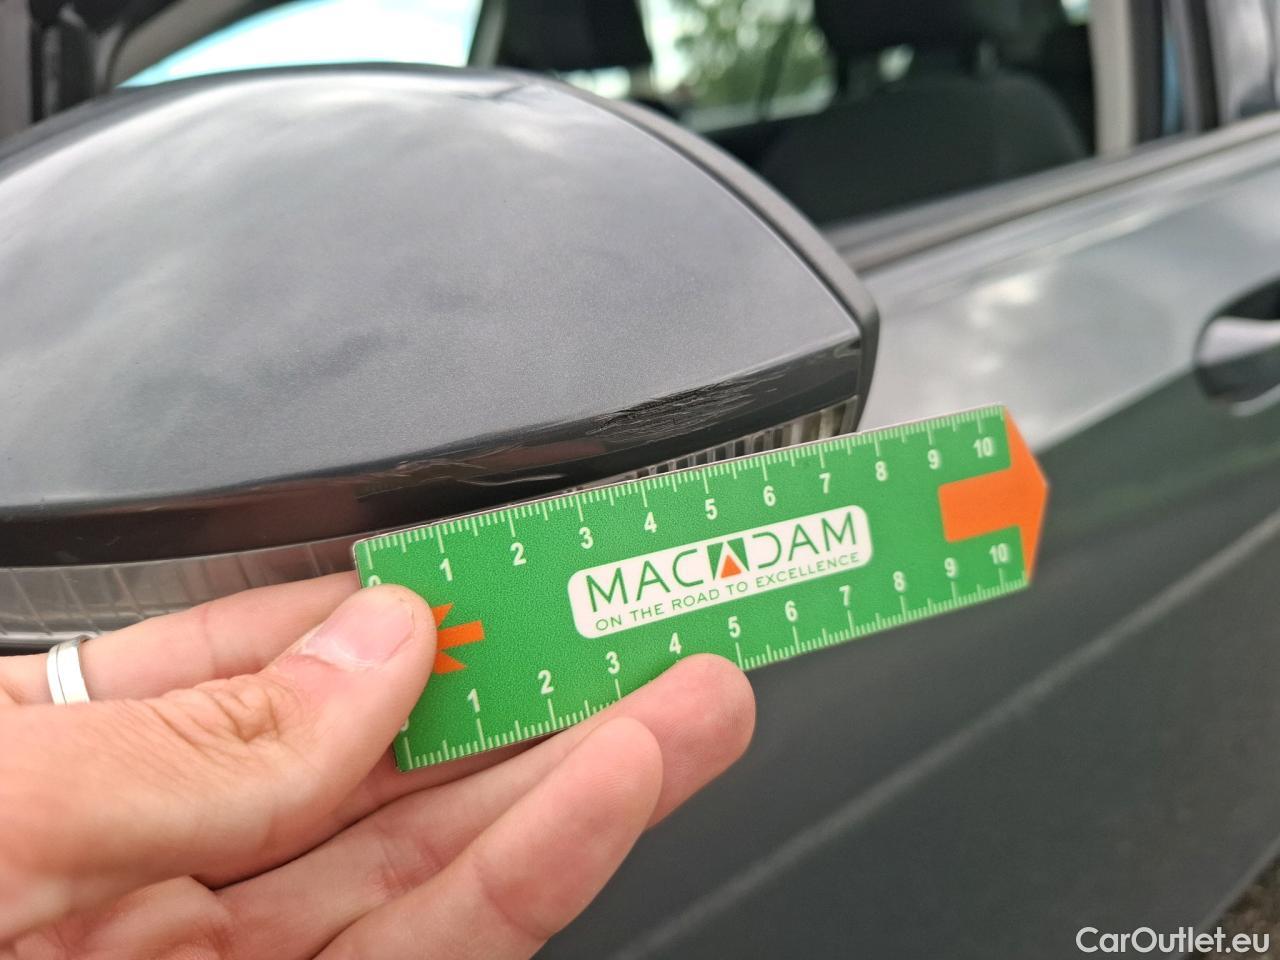 0 1 2 3 4 5 6 7 8 9 10
MACADAM
ON THE ROAD TO EXCELLENCE
1 2 3 4 5 6 7 8 9 10
CarOutlet.eu